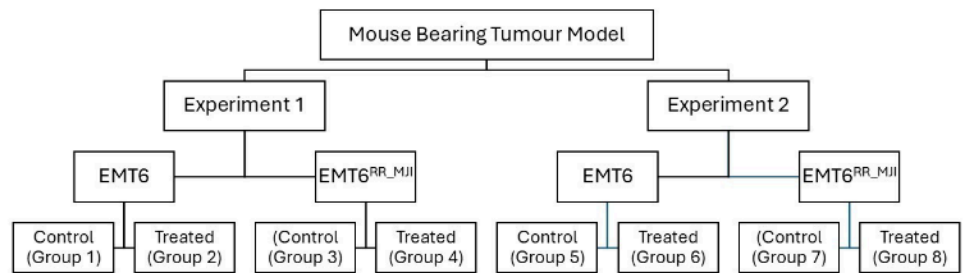 Mouse Bearing Tumour Model
Experiment 1
Experiment 2
EMT6
EMT6RR_MJI
EMT6
EMT6RR_MJI
Control
(Group 1)
Treated
(Group 2)
(Control
(Group 3)
Treated
(Group 4)
Control
(Group 5)
Treated
(Group 6)
(Control
(Group 7)
Treated
(Group 8)